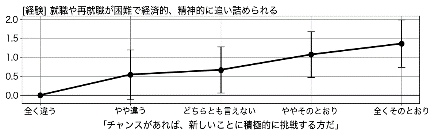 [経験] 就職や再就職が困難で経済的、精神的に追い詰められる
2.0
1.5
1.0
0.5
0.0
全く違う やや違う どちらとも言えない ややそのとおり 全くそのとおり
「チャンスがあれば、新しいことに積極的に挑戦する方だ」